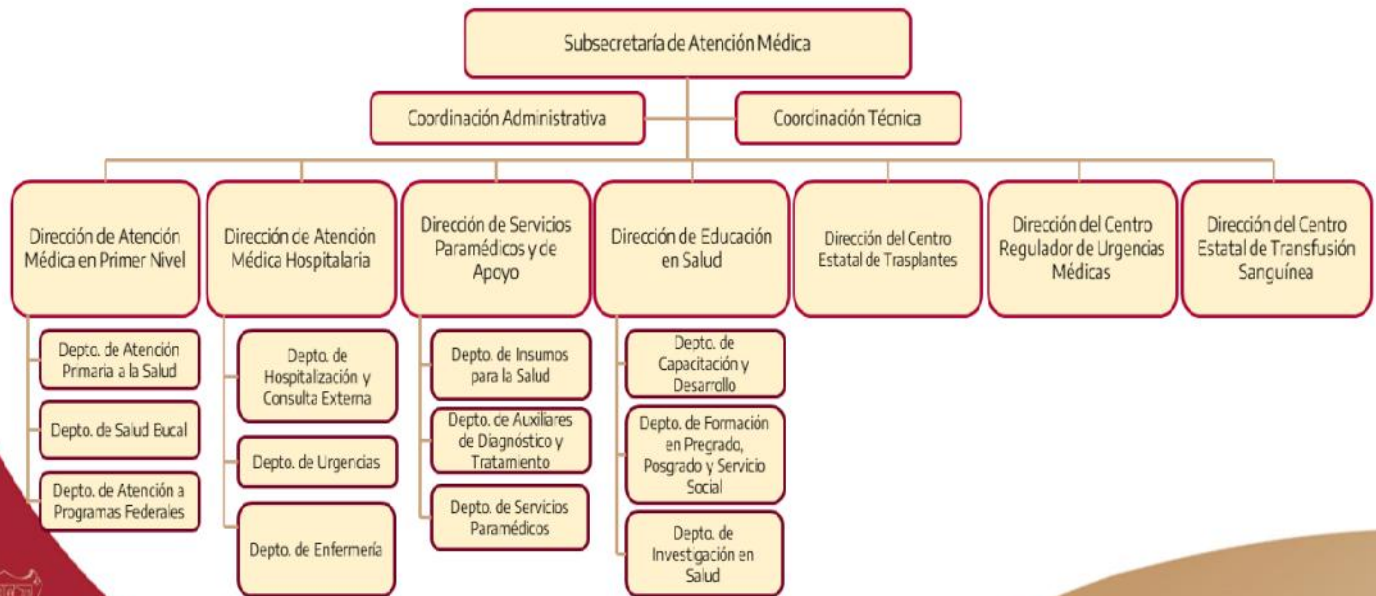 Subsecretaría de Atención Médica
Coordinación Administrativa
Coordinación Técnica
Dirección de Atención
Médica en Primer Nivel
Dirección de Atención
Médica Hospitalaria
Dirección de Servicios
Paramédicos y de
Apoyo
Dirección de Educación
en Salud
Dirección del Centro
Estatal de Trasplantes
Dirección del Centro
Regulador de Urgencias
Médicas
Dirección del Centro
Estatal de Transfusión
Sanguínea
Depto. de Atención
Primaria a la Salud
Depto. de Salud Bucal
Depto. de Atención a
Programas Federales
Depto. de
Hospitalización y
Consulta Externa
Depto. de Urgencias
Depto. de Enfermería
Depto. de Insumos
para la Salud
Depto. de Auxiliares
de Diagnóstico y
Tratamiento
Depto. de Servicios
Paramédicos
Depto. de
Capacitación y
Desarrollo
Depto. de Formación
en Pregrado,
Posgrado y Servicio
Social
Depto. de
Investigación en
Salud